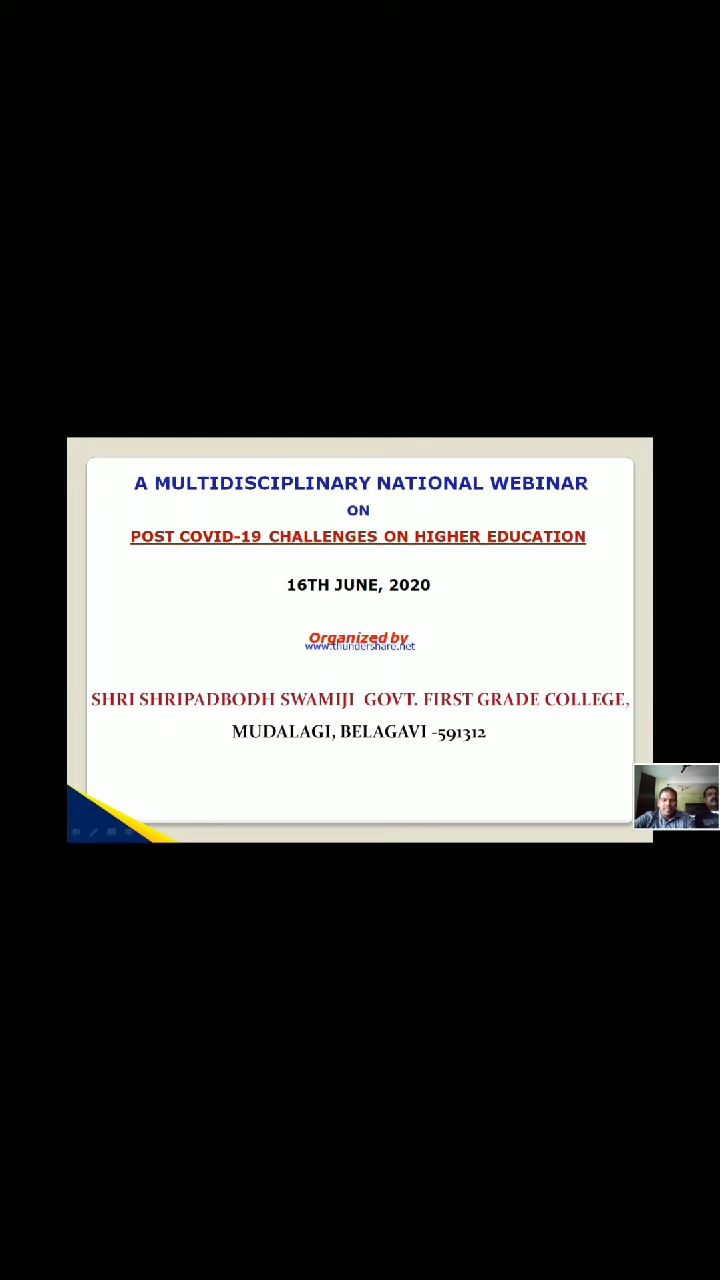 A MULTIDISCIPLINARY NATIONAL WEBINAR
ON
POST COVID-19 CHALLENGES ON HIGHER EDUCATION
16TH JUNE, 2020
Organized by
www.thundershare.net
SHRI SHRIPADBODH SWAMIJI GOVT. FIRST GRADE COLLEGE,
MUDALAGI, BELAGAVI -591312